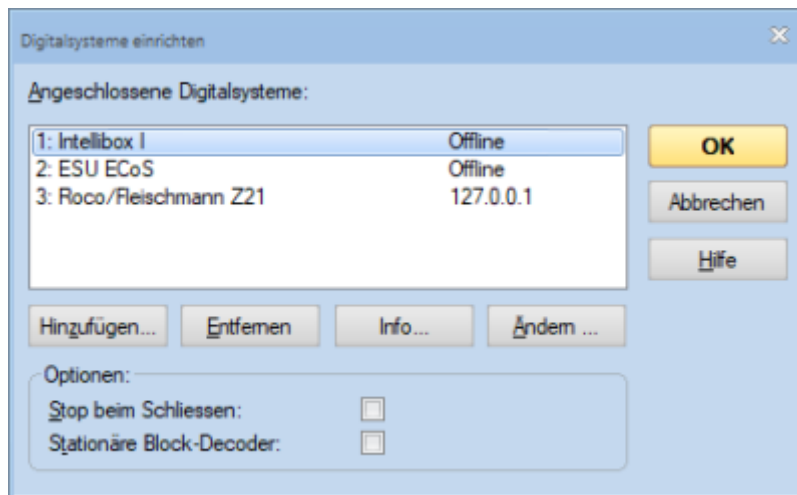 Digitalsysteme einrichten
Angeschlossene Digitalsysteme:
1: Intellibox I Offline
2: ESU ECoS Offline
3: Roco/Fleischmann Z21 127.0.0.1
OK
Abbrechen
Hilfe
Hinzufügen... Entfernen Info... Ändern ...
Optionen:
Stop beim Schliessen:
Stationäre Block-Decoder: